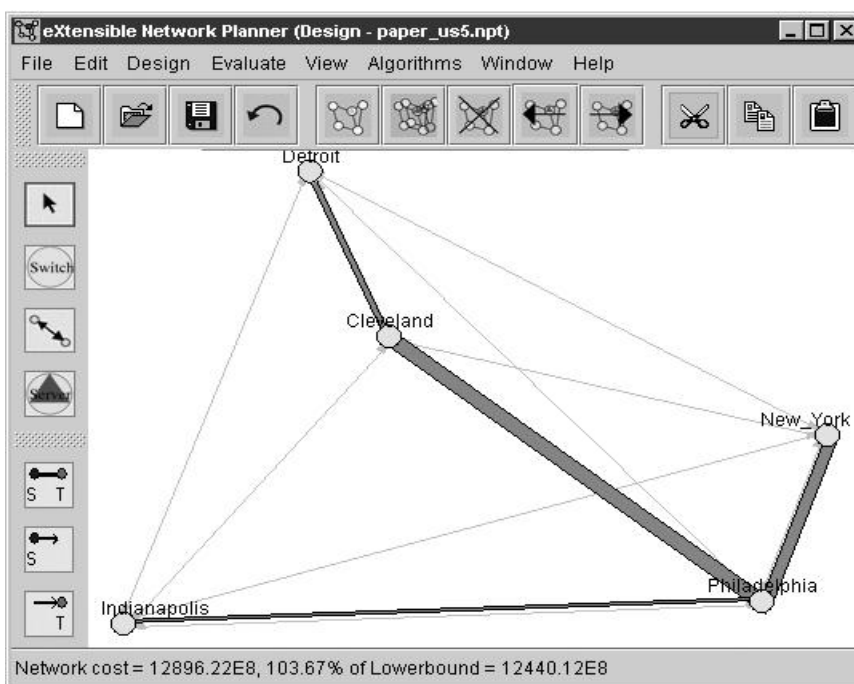 eXtensible Network Planner (Design - paper_us5.npt)
File Edit Design Evaluate View Algorithms Window Help
Detroit
Switch
Cleveland
Server
New_York
S T
S
Philadelphia
Indianapolis
T
Network cost = 12896.22E8, 103.67% of Lowerbound = 12440.12E8